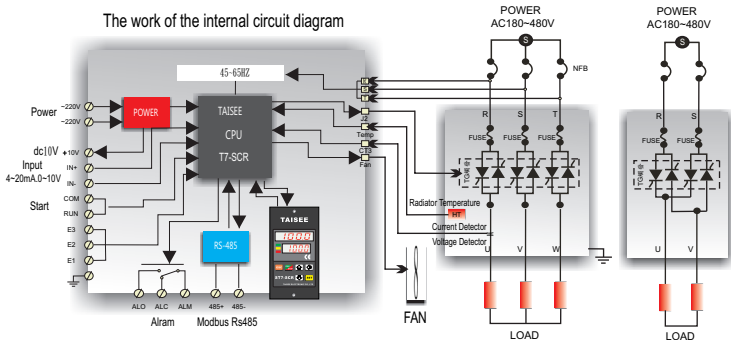 The work of the internal circuit diagram
45-65HZ
Power ~220V
~220V
POWER
TAISEE
CPU
T7-SCR
dc10V +10V
Input IN+
4~20mA.0~10V IN-
COM
Start RUN
E3
E2
E1
RS-485
TAISEE
ST7-SCR
ALO ALC ALM 485+ 485-
Alram Modbus Rs485
R
S
T
J2
Temp
CT3
Fan
FAN
POWER
AC180~480V
S
NFB
R S T
FUSE FUSE FUSE
Radiator Temperature
HT
Current Detector
Voltage Detector
U V W
LOAD
POWER
AC180~480V
S
R S
FUSE FUSE
U V
LOAD